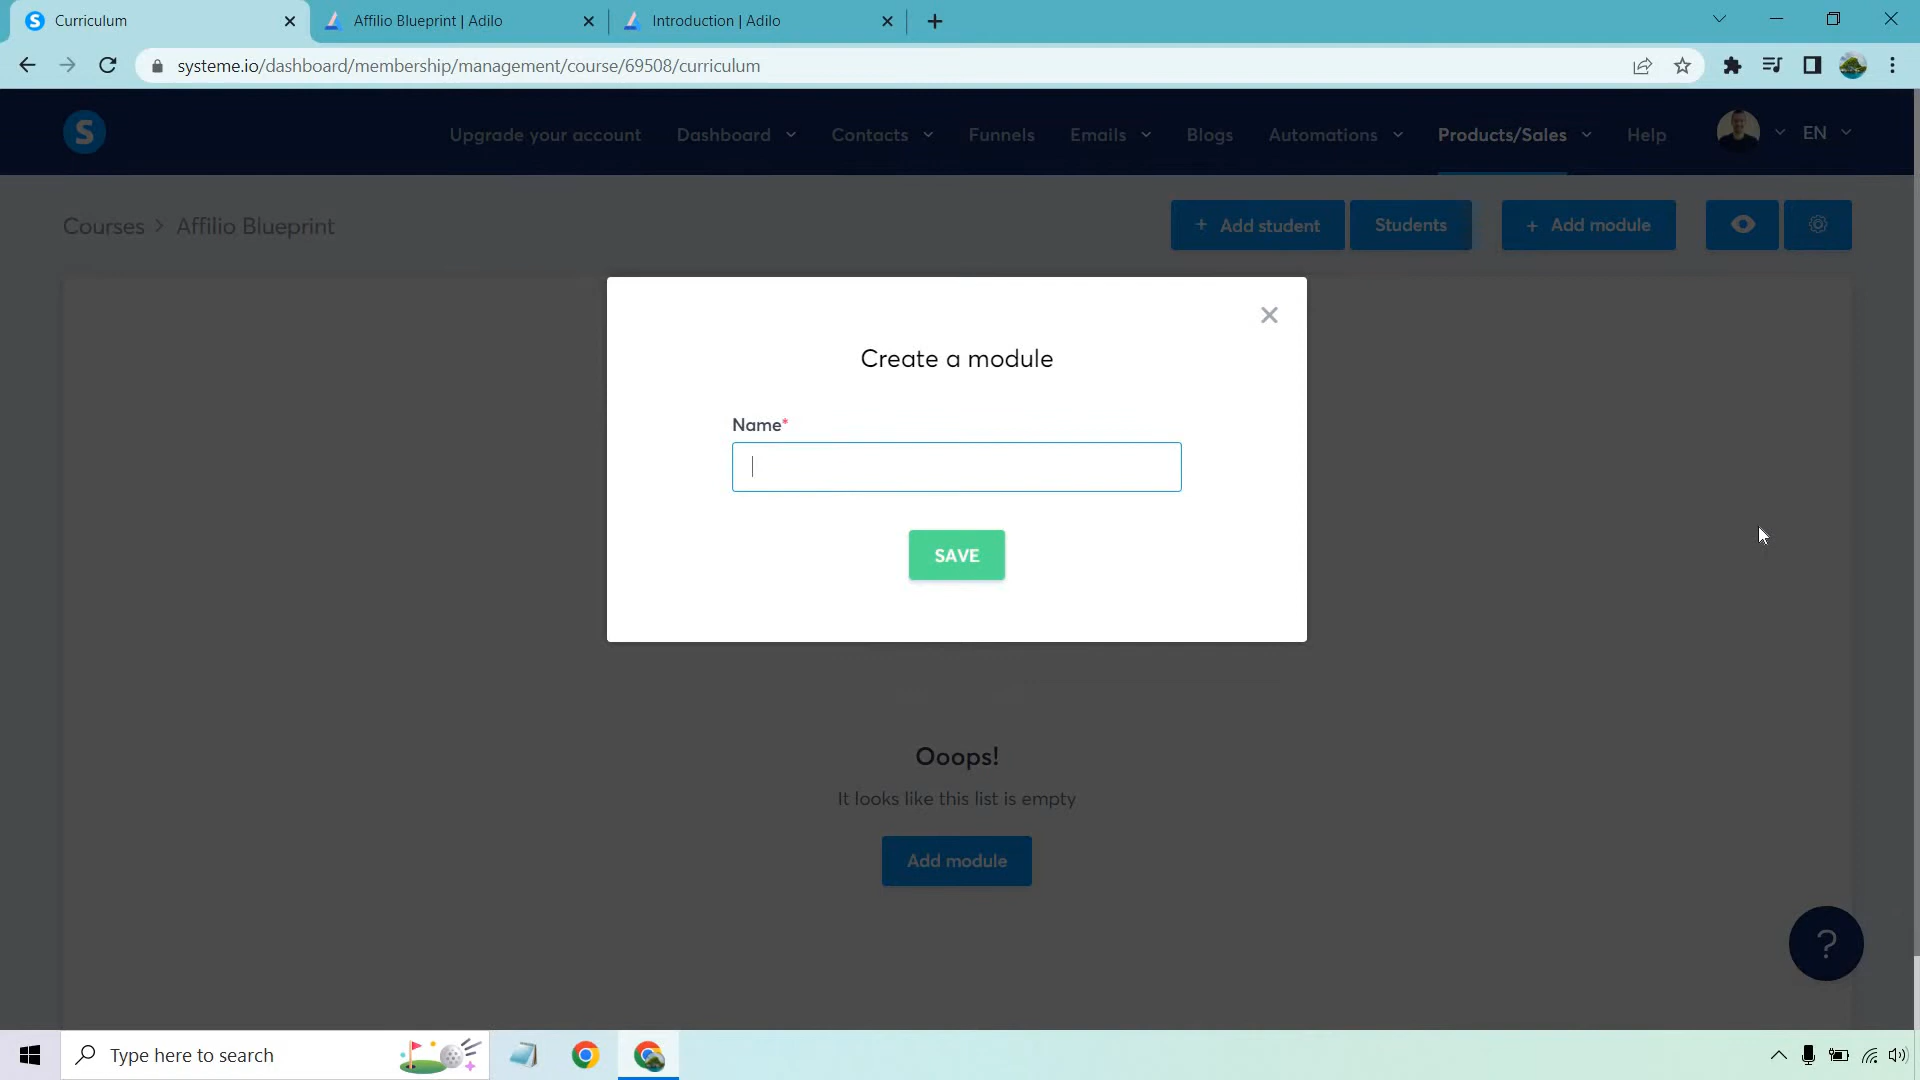 Curriculum
Affilio Blueprint | Adilo
Introduction | Adilo
systeme.io/dashboard/membership/management/course/69508/curriculum
S
Upgrade your account
Dashboard
Contacts
Funnels
Emails
Blogs
Automations
Products/Sales
Help
EN
Courses > Affilio Blueprint
+ Add student
Students
+ Add module
Create a module
Name*
SAVE
Ooops!
It looks like this list is empty
Add module
?
Type here to search